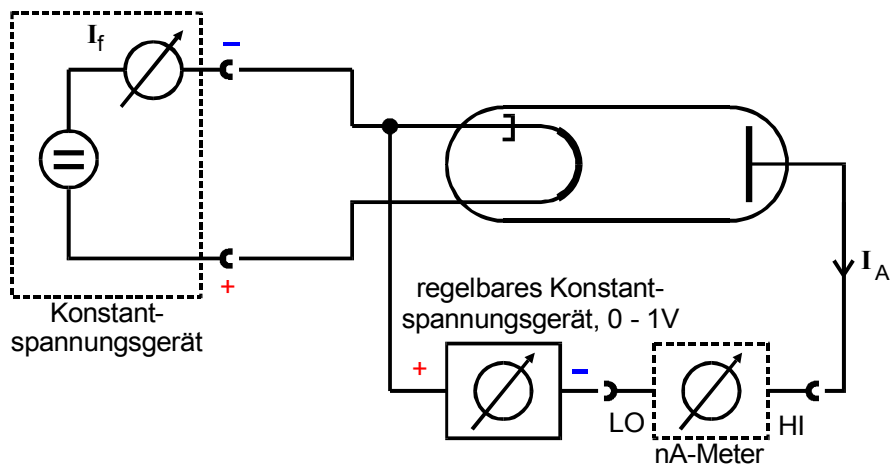 I_f
−
+
Konstant-
spannungsgerät
I_A
regelbares Konstant-
spannungsgerät, 0 - 1V
+
−
LO
HI
nA-Meter